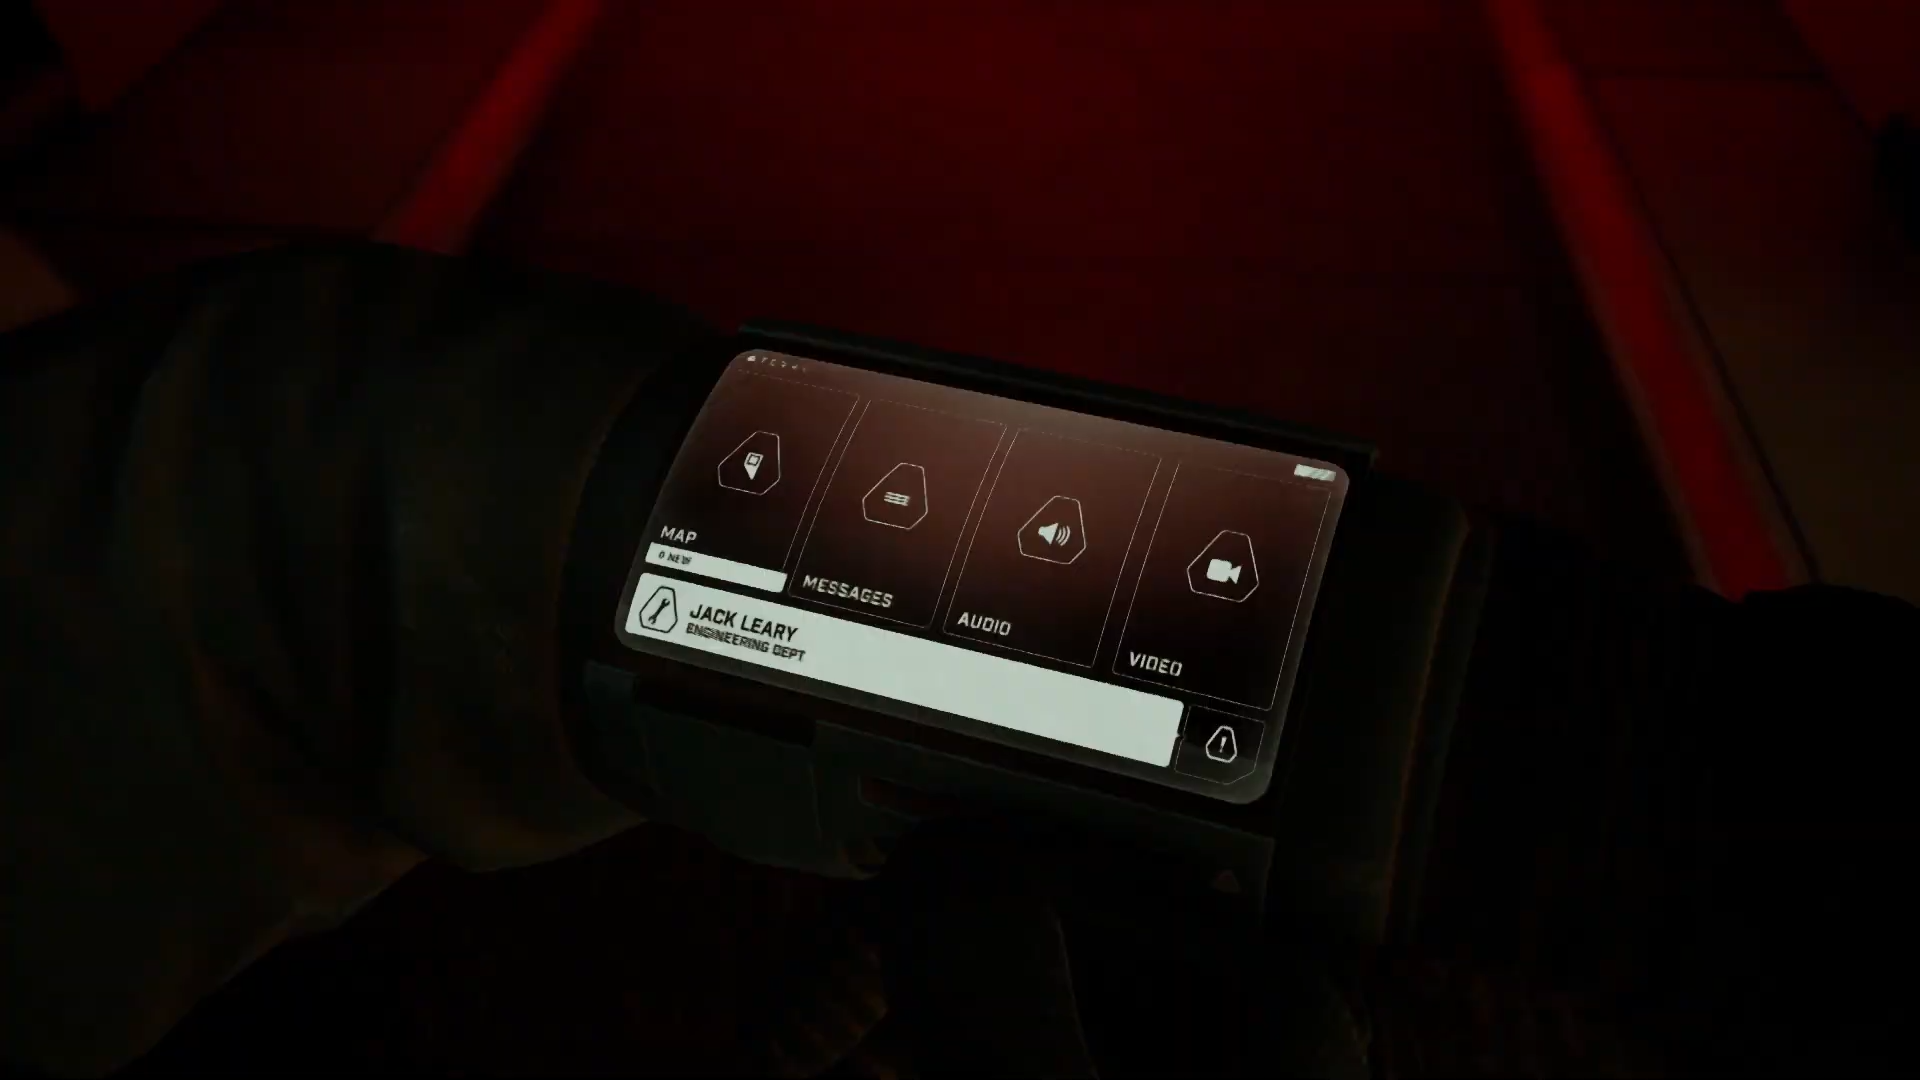 MAP
0 NEW
MESSAGES
AUDIO
VIDEO
JACK LEARY
ENGINEERING DEPT